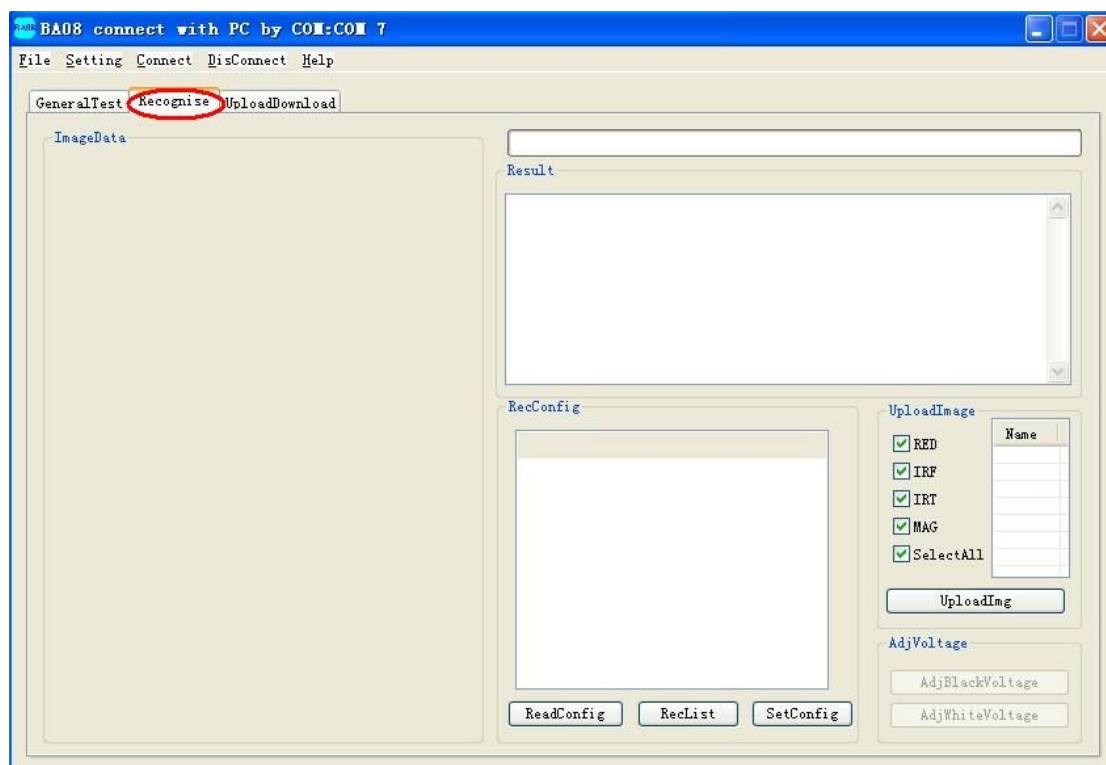 BA08 BA08 connect with PC by COM:COM 7
File Setting Connect DisConnect Help
GeneralTest Recognise UploadDownload
ImageData
Result
RecConfig
UploadImage
RED
IRF
IRT
MAG
SelectAll
Name
UploadImg
AdjVoltage
AdjBlackVoltage
AdjWhiteVoltage
ReadConfig RecList SetConfig